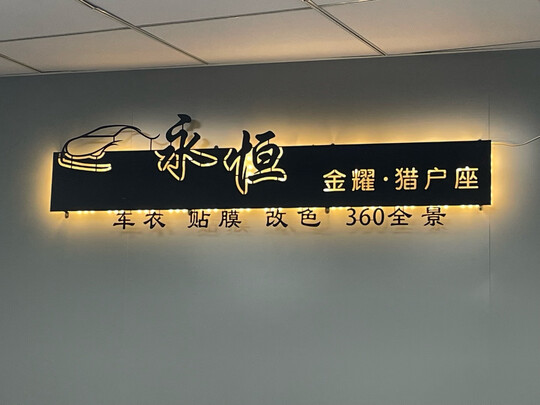 永恒
金耀·猎户座
车衣 贴膜 改色 360全景